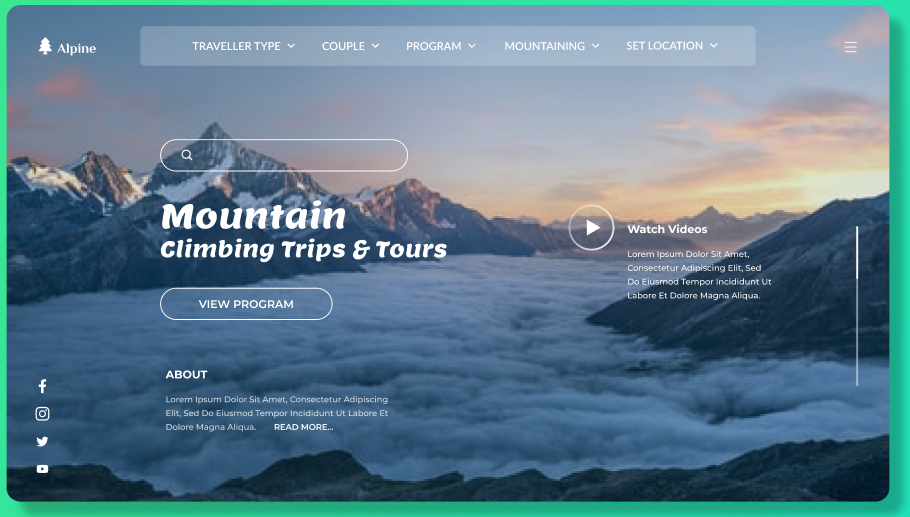 Alpine
TRAVELLER TYPE
COUPLE
PROGRAM
MOUNTAINING
SET LOCATION
Mountain
Climbing Trips & Tours
VIEW PROGRAM
Watch Videos
Lorem Ipsum Dolor Sit Amet,
Consectetur Adipiscing Elit, Sed
Do Eiusmod Tempor Incididunt Ut
Labore Et Dolore Magna Aliqua.
ABOUT
Lorem Ipsum Dolor Sit Amet, Consectetur Adipiscing
Elit, Sed Do Eiusmod Tempor Incididunt Ut Labore Et
Dolore Magna Aliqua. READ MORE...